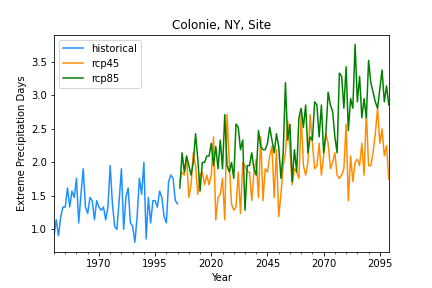 Colonie, NY, Site
historical
rcp45
rcp85
Extreme Precipitation Days
3.5
3.0
2.5
2.0
1.5
1.0
1970
1995
2020
2045
2070
2095
Year